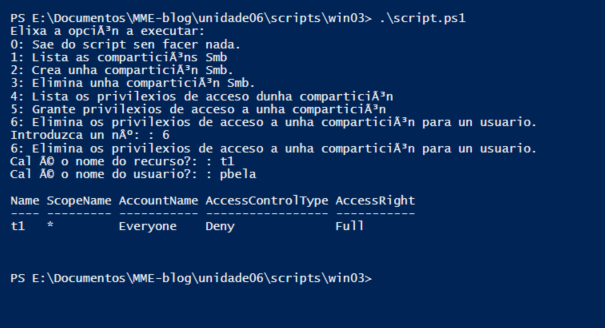 PS E:\Documentos\MME-blog\unidade06\scripts\win03> .\script.ps1
Elixa a opciÃ³n a executar:
0: Sae do script sen facer nada.
1: Lista as comparticiÃ³ns Smb
2: Crea unha comparticiÃ³n Smb.
3: Elimina unha comparticiÃ³n Smb.
4: Lista os privilexios de acceso dunha comparticiÃ³n
5: Grante privilexios de acceso a unha comparticiÃ³n
6: Elimina os privilexios de acceso a unha comparticiÃ³n para un usuario.
Introduzca un nÂº: : 6
6: Elimina os privilexios de acceso a unha comparticiÃ³n para un usuario.
Cal Ã© o nome do recurso?: : t1
Cal Ã© o nome do usuario?: : pbela
Name ScopeName AccountName AccessControlType AccessRight
---- --------- ----------- ----------------- -----------
t1 * Everyone Deny Full
PS E:\Documentos\MME-blog\unidade06\scripts\win03>